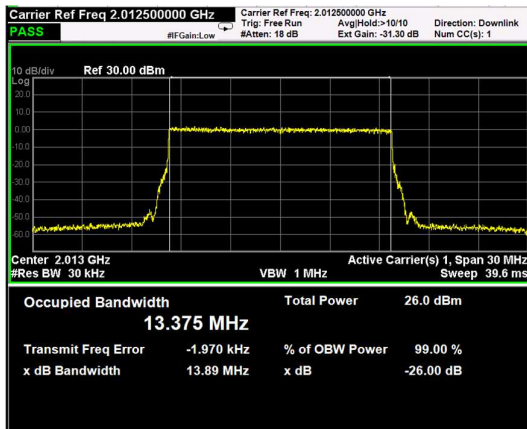 Carrier Ref Freq 2.012500000 GHz
PASS
#IFGain:Low
Carrier Ref Freq: 2.012500000 GHz
Trig: Free Run Avg|Hold:>10/10 Direction: Downlink
#Atten: 18 dB Ext Gain: -31.30 dB Num CC(s): 1
10 dB/div Ref 30.00 dBm
Log
20.0
10.0
0.00
-10.0
-20.0
-30.0
-40.0
-50.0
-60.0
Center 2.013 GHz Active Carrier(s) 1, Span 30 MHz
#Res BW 30 kHz VBW 1 MHz Sweep 39.6 ms
Occupied Bandwidth Total Power 26.0 dBm
13.375 MHz
Transmit Freq Error -1.970 kHz % of OBW Power 99.00 %
x dB Bandwidth 13.89 MHz x dB -26.00 dB